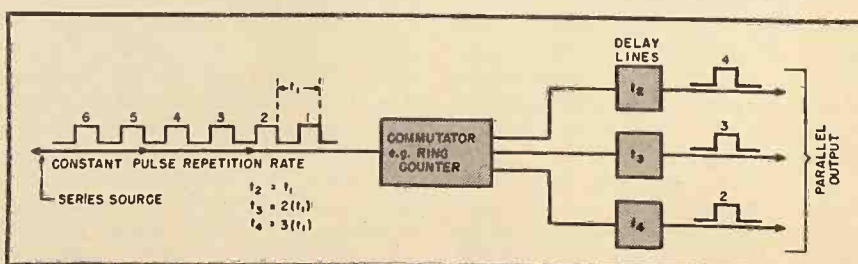 DELAY
LINES
6 5 4 3 2 1
t₁
COMMUTATOR
e.g. RING
COUNTER
CONSTANT PULSE REPETITION RATE
SERIES SOURCE
t₂ = t₁
t₃ = 2(t₁)
t₄ = 3(t₁)
t₂
4
t₃
3
t₄
2
PARALLEL
OUTPUT